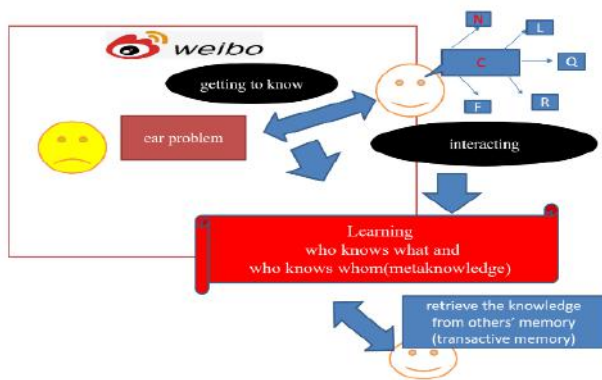 weibo
N
L
C
Q
F
R
getting to know
ear problem
interacting
Learning
who knows what and
who knows whom(metaknowledge)
retrieve the knowledge
from others' memory
(transactive memory)